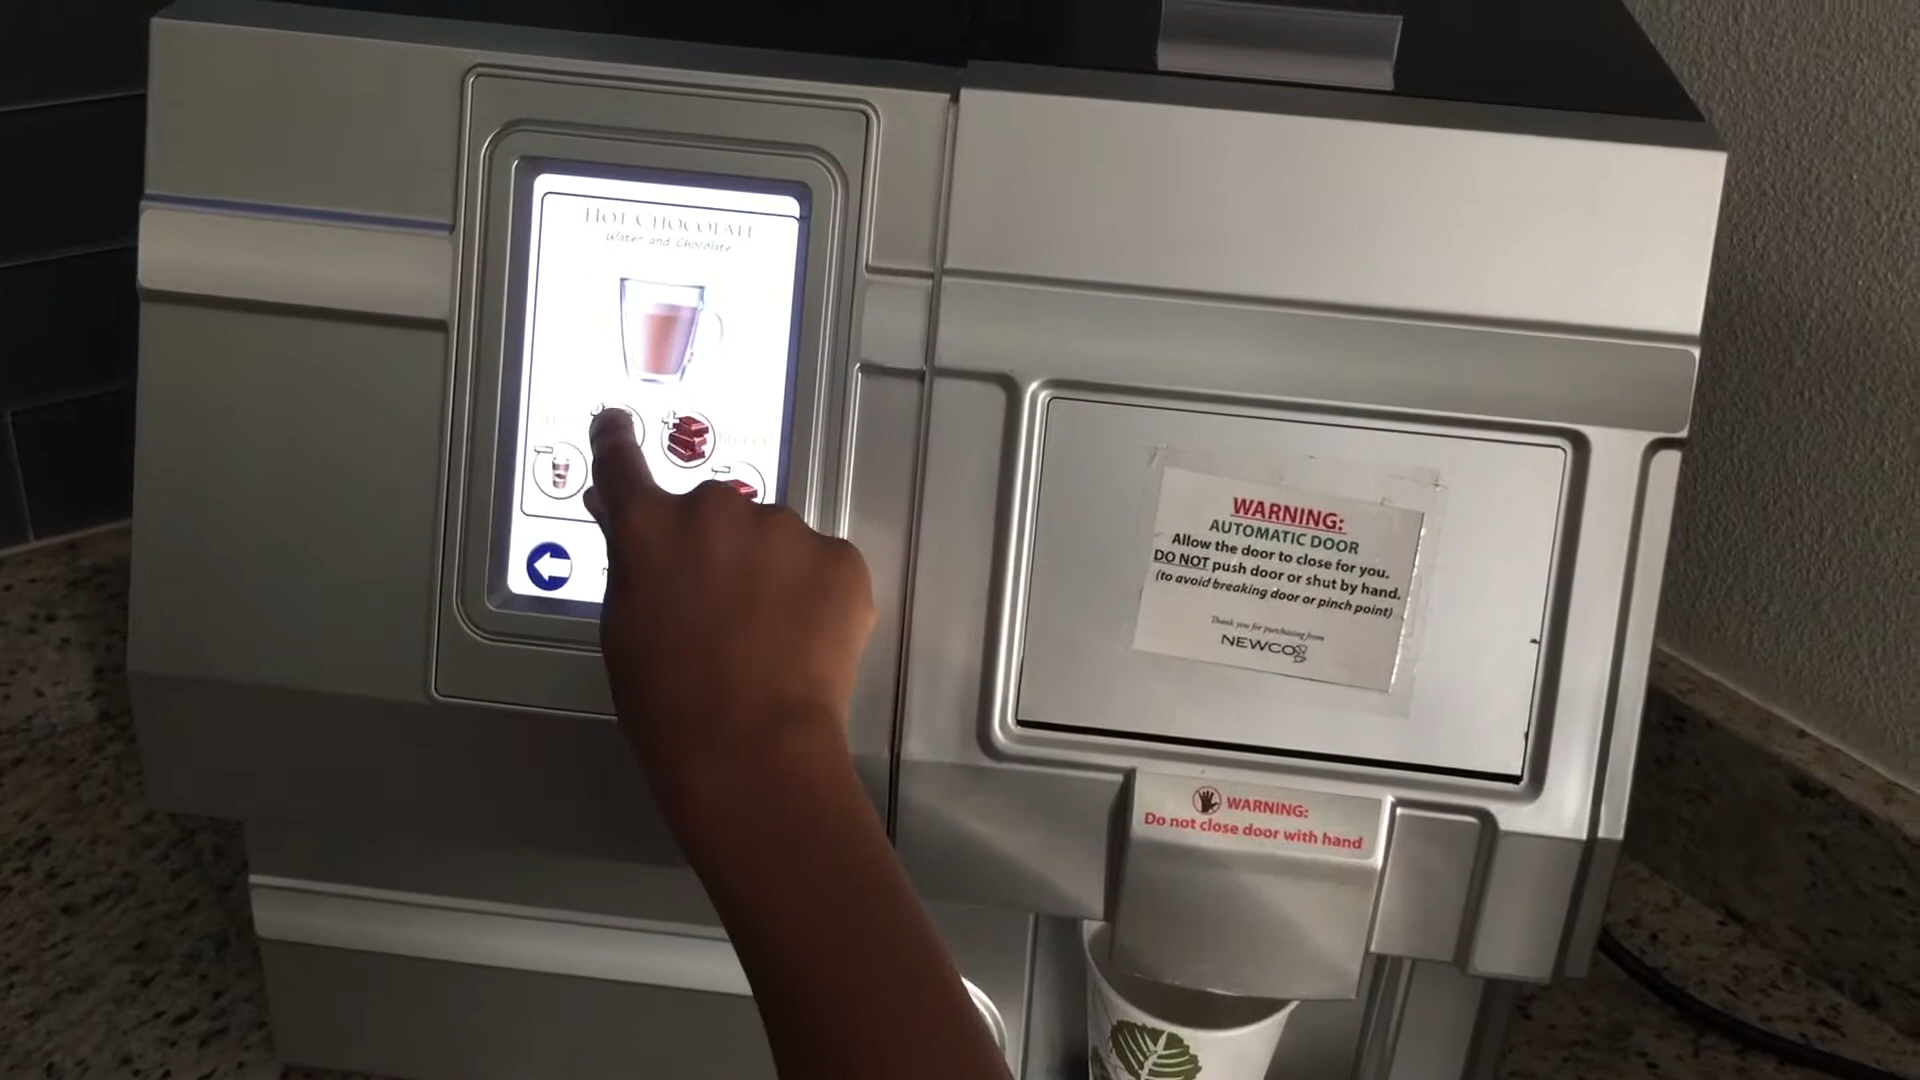 HOT CHOCOLATE
Water and Chocolate
WARNING:
AUTOMATIC DOOR
Allow the door to close for you.
DO NOT push door or shut by hand.
(to avoid breaking door or pinch point)
Thank you for purchasing from
NEWCO
WARNING:
Do not close door with hand